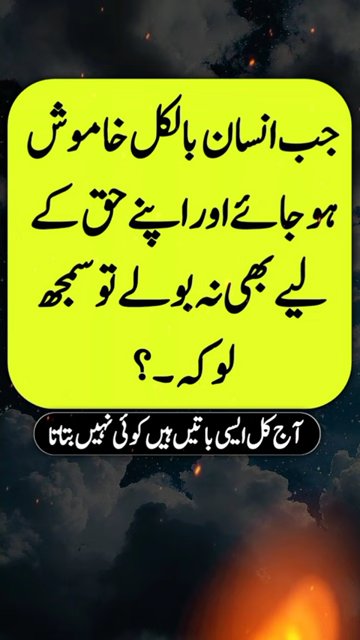 جب انسان بالکل خاموش
ہو جائے اور اپنے حق کے
لیے بھی نہ بولے تو سمجھ
لو کہ ۔ ؟
آج کل ایسی باتیں ہیں کوئی نہیں بتاتا